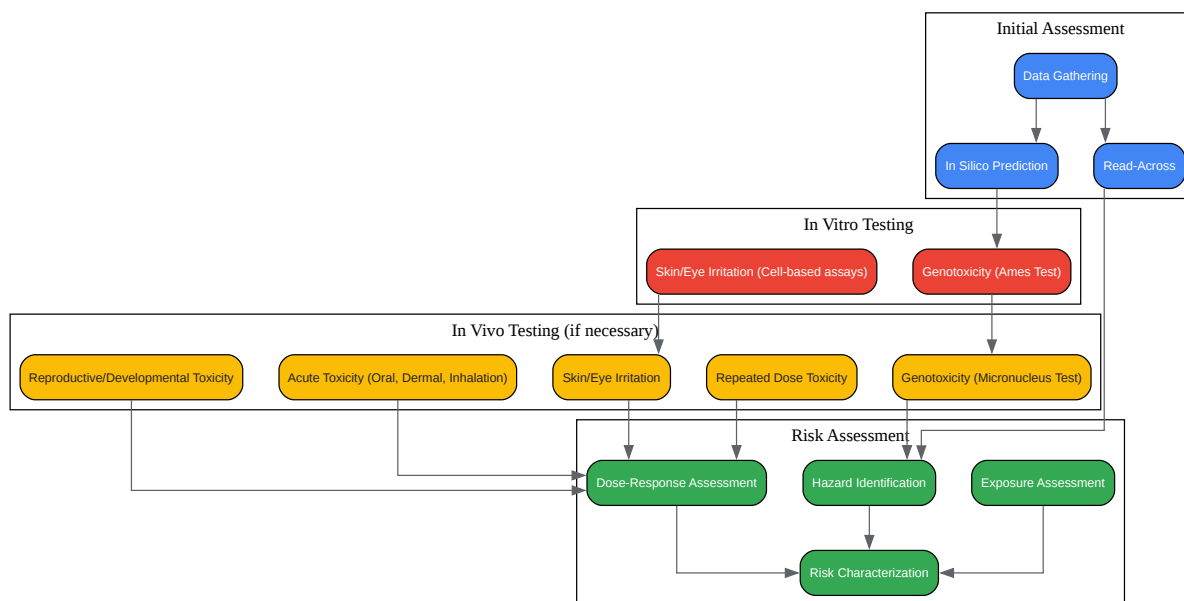 Initial Assessment
Data Gathering
In Silico Prediction
Read-Across
In Vitro Testing
Skin/Eye Irritation (Cell-based assays)
Genotoxicity (Ames Test)
In Vivo Testing (if necessary)
Reproductive/Developmental Toxicity
Acute Toxicity (Oral, Dermal, Inhalation)
Skin/Eye Irritation
Repeated Dose Toxicity
Genotoxicity (Micronucleus Test)
Risk Assessment
Dose-Response Assessment
Hazard Identification
Exposure Assessment
Risk Characterization